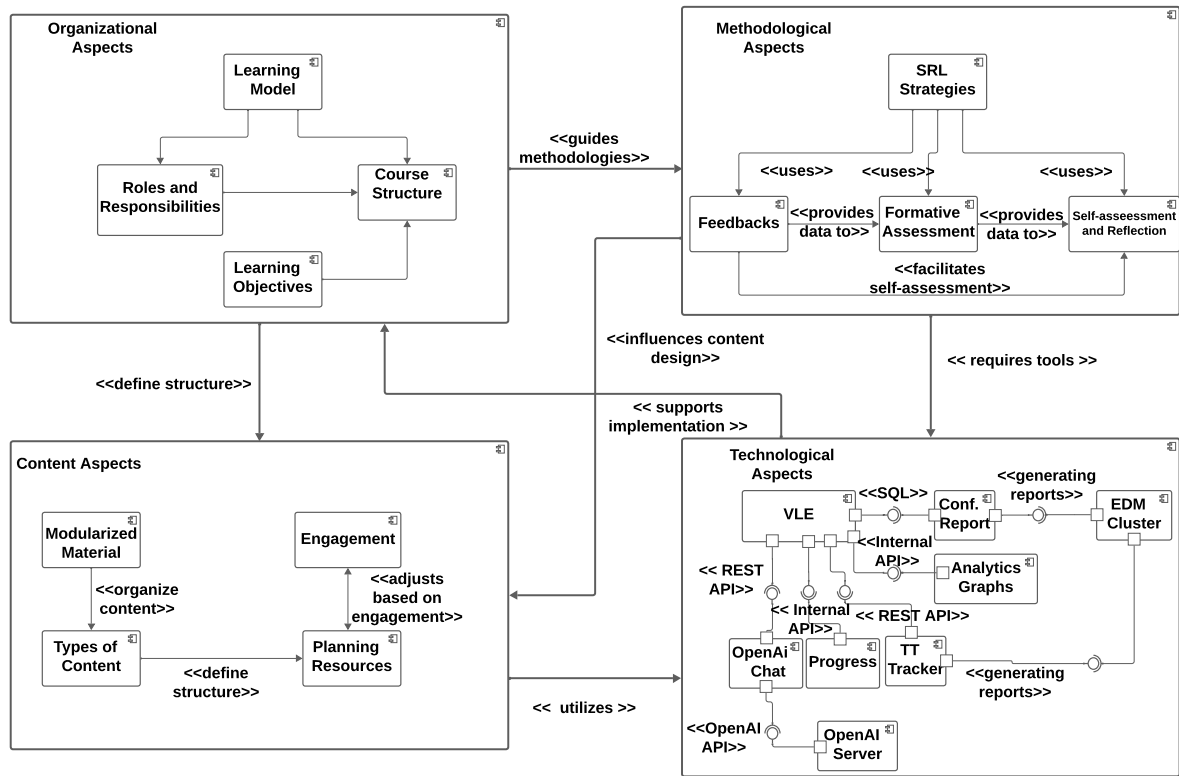 Organizational
Aspects
Learning
Model
Roles and
Responsibilities
Course
Structure
Learning
Objectives
<<guides
methodologies>>
Methodological
Aspects
SRL
Strategies
<<uses>>
<<uses>>
<<uses>>
Feedbacks
<<provides
data to>>
Formative
Assessment
<<provides
data to>>
Self-asseessment
and Reflection
<<facilitates
self-assessment>>
<<define structure>>
<<influences content
design>>
<< supports
implementation >>
<< requires tools >>
Content Aspects
Modularized
Material
<<organize
content>>
Types of
Content
<<define
structure>>
Engagement
<<adjusts
based on
engagement>>
Planning
Resources
<< utilizes >>
Technological
Aspects
VLE
<<SQL>>
Conf.
Report
<<generating
reports>>
EDM
Cluster
<<Internal
API>>
Analytics
Graphs
<< REST
API>>
<< Internal
API>>
<< REST API>>
OpenAi
Chat
Progress
TT
Tracker
<<generating
reports>>
<<OpenAI
API>>
OpenAI
Server